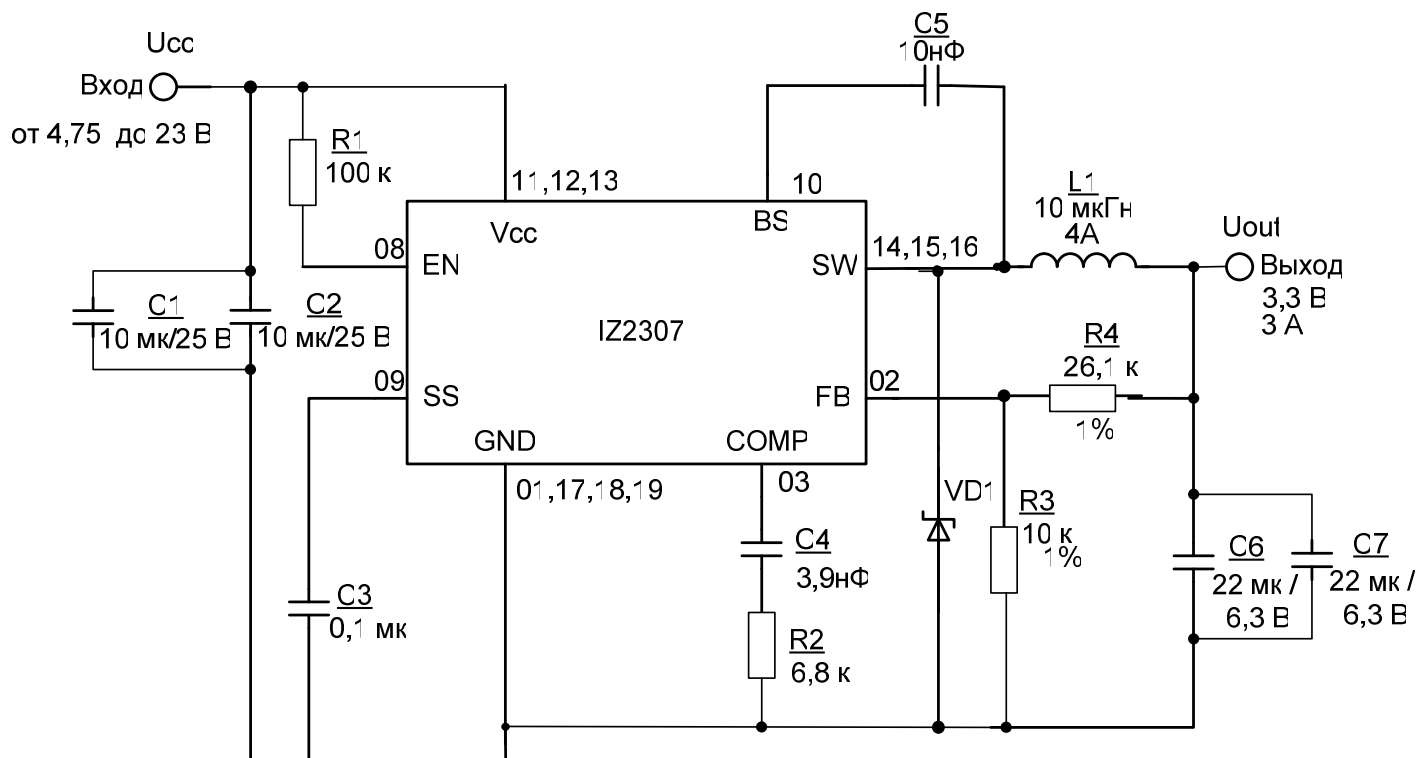 Ucc
Вход
от 4,75 до 23 В
R1
100 к
C1
10 мк/25 В
C2
10 мк/25 В
11,12,13
Vcc
10
BS
C5
10нФ
08
EN
SW
14,15,16
L1
10 мкГн
4А
Uout
Выход
3,3 В
3 А
IZ2307
09
SS
FB
02
R4
26,1 к
1%
GND
COMP
01,17,18,19
03
C3
0,1 мк
C4
3,9нФ
R2
6,8 к
VD1
R3
10 к
1%
C6
22 мк /
6,3 В
C7
22 мк /
6,3 В